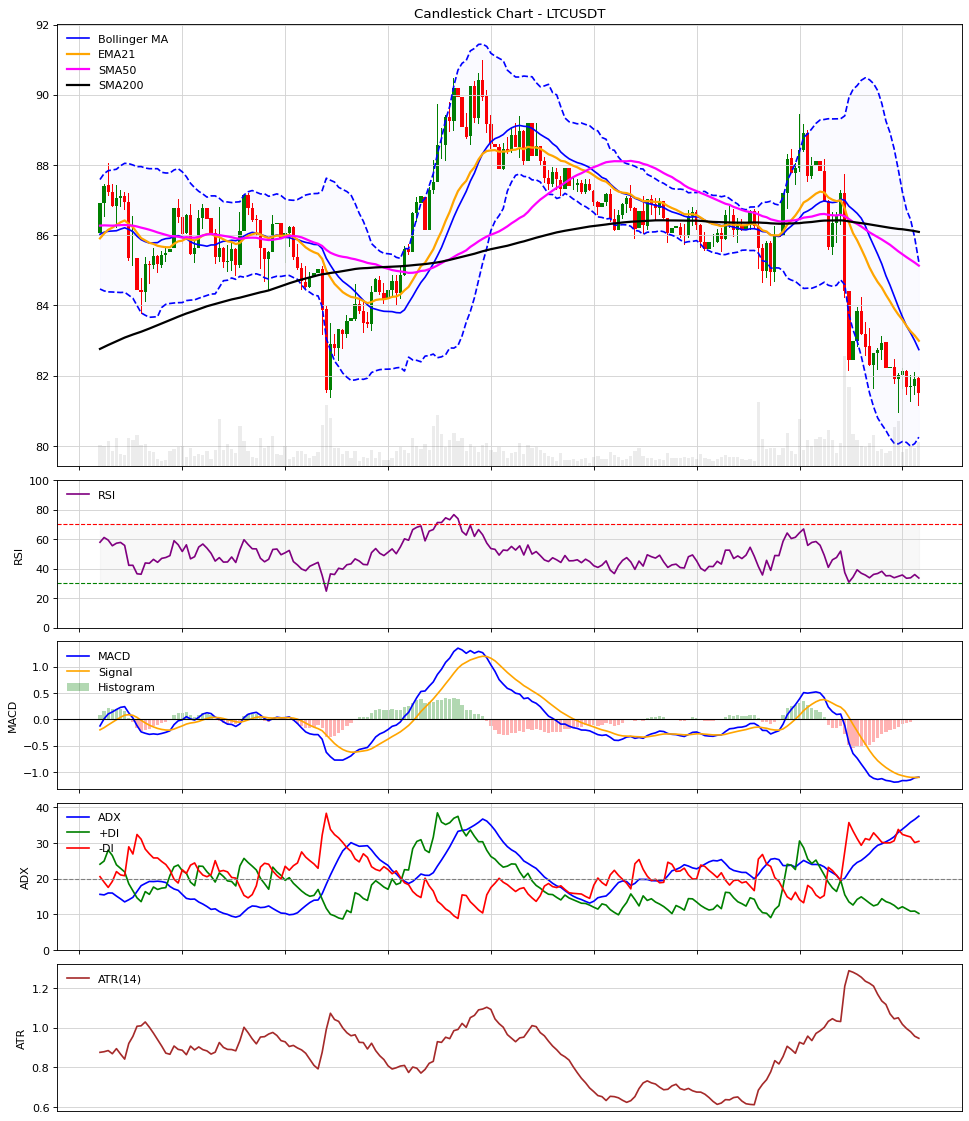 Candlestick Chart - LTCUSDT
92
90
88
86
84
82
80
Bollinger MA
EMA21
SMA50
SMA200
100
80
60
40
20
0
RSI
RSI
1.0
0.5
0.0
−0.5
−1.0
MACD
MACD
Signal
Histogram
40
30
20
10
0
ADX
ADX
+DI
-DI
1.2
1.0
0.8
0.6
ATR
ATR(14)